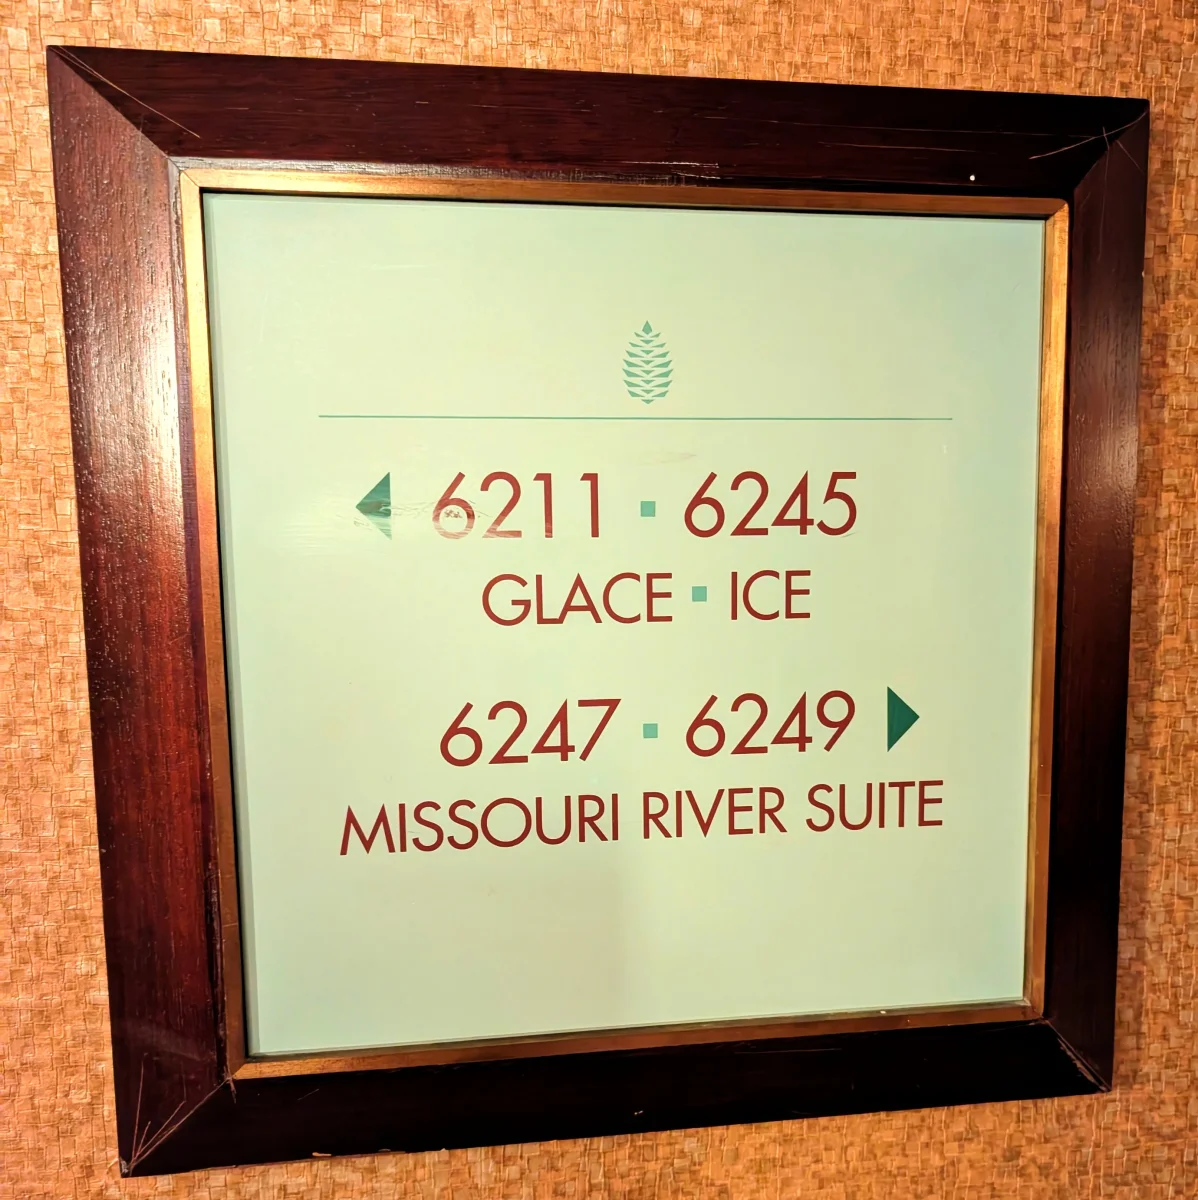 6211 ▪ 6245
GLACE ▪ ICE
6247 ▪ 6249
MISSOURI RIVER SUITE